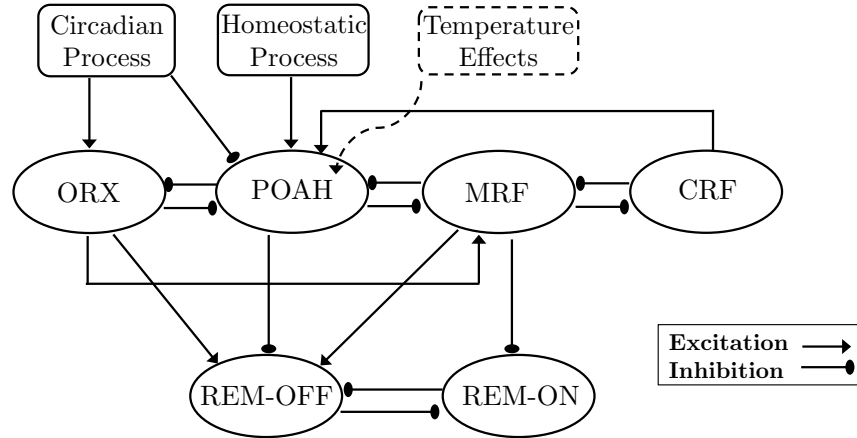 Circadian
Process
Homeostatic
Process
Temperature
Effects
ORX
POAH
MRF
CRF
REM-OFF
REM-ON
Excitation
Inhibition